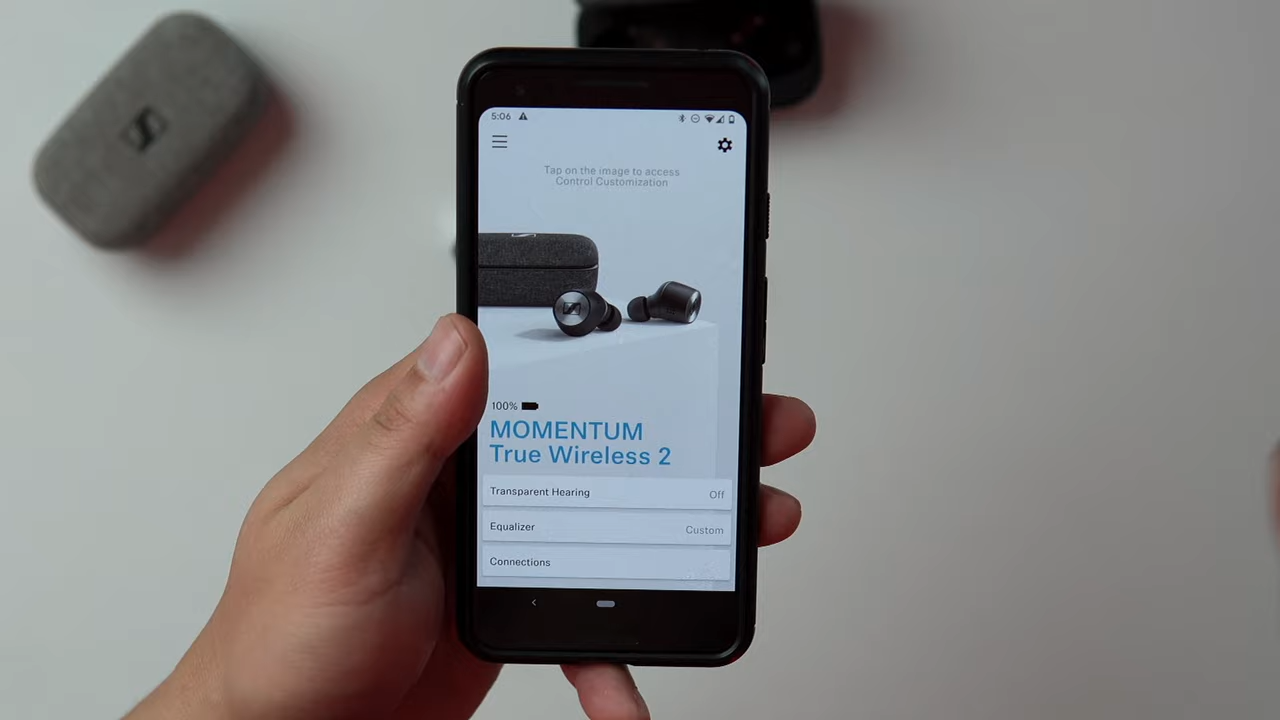 5:06
Tap on the image to access
Control Customization
100%
MOMENTUM
True Wireless 2
Transparent Hearing Off
Equalizer Custom
Connections